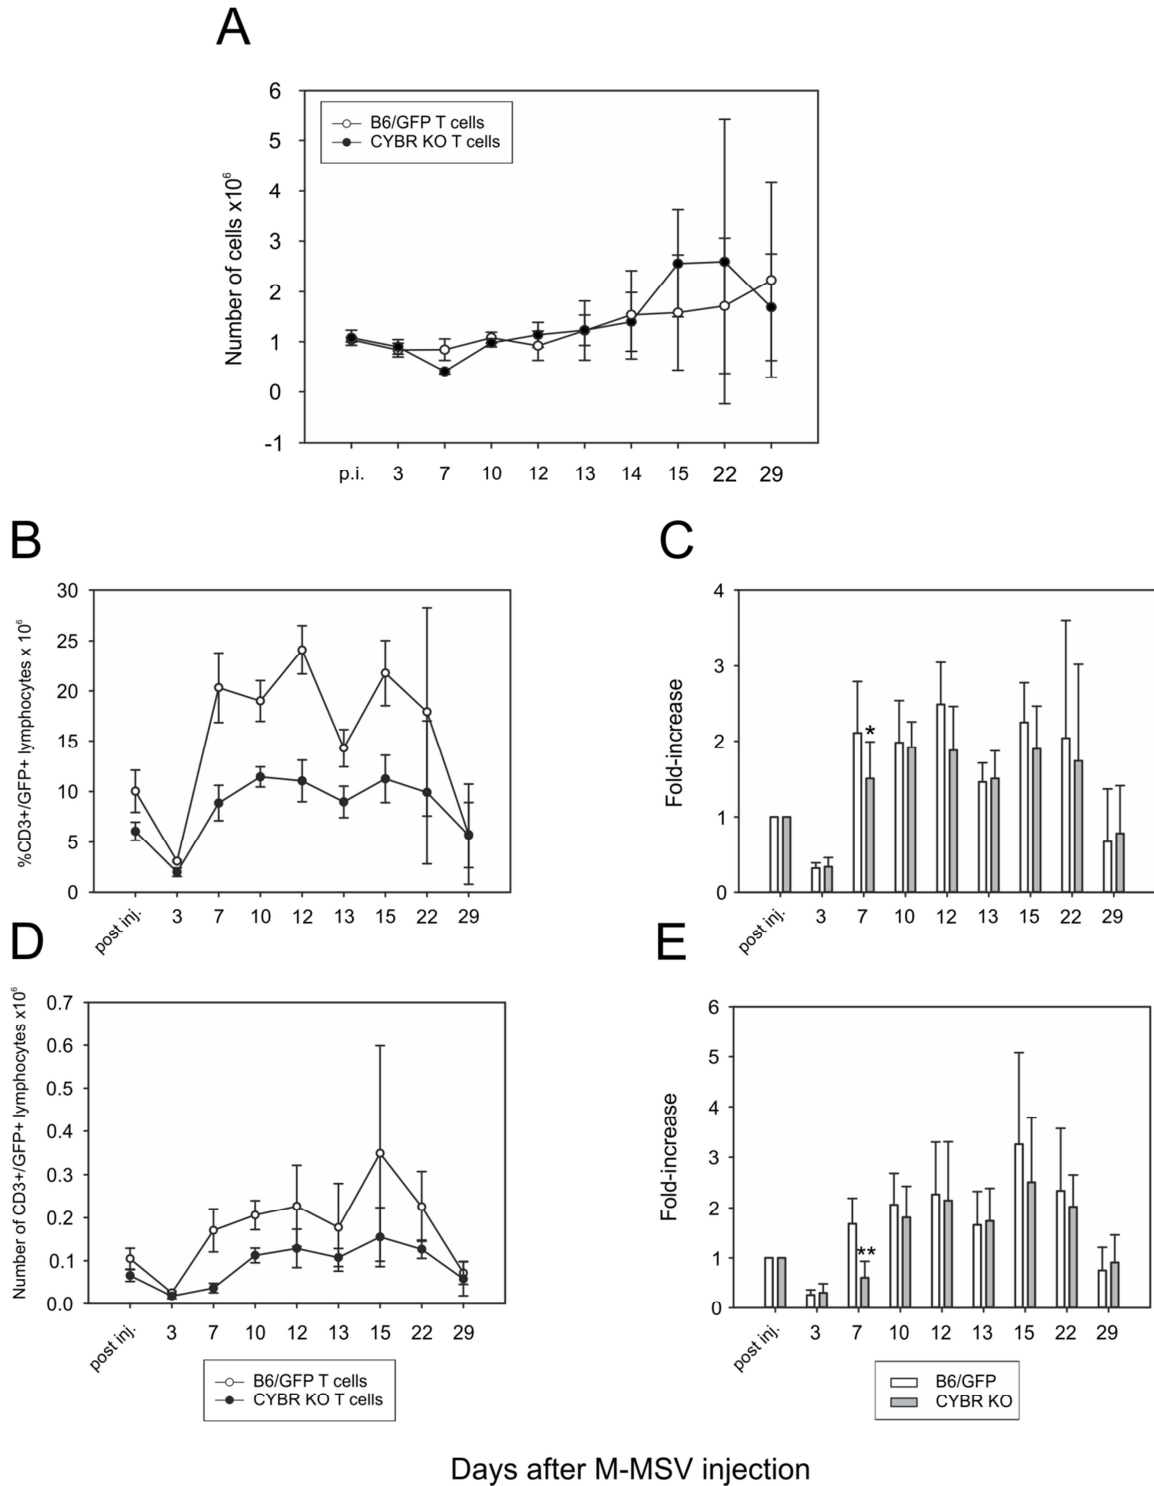 A
6
5
4
3
2
1
0
-1
Number of cells x10⁶
B6/GFP T cells
CYBR KO T cells
p.i. 3 7 10 12 13 14 15 22 29
B
30
25
20
15
10
5
0
%CD3+/GFP+ lymphocytes x 10⁶
post inj. 3 7 10 12 13 15 22 29
C
4
3
2
1
0
Fold-increase
*
post inj. 3 7 10 12 13 15 22 29
D
0.7
0.6
0.5
0.4
0.3
0.2
0.1
0.0
Number of CD3+/GFP+ lymphocytes x10⁶
post inj. 3 7 10 12 13 15 22 29
B6/GFP T cells
CYBR KO T cells
E
6
5
4
3
2
1
0
Fold-increase
**
post inj. 3 7 10 12 13 15 22 29
B6/GFP
CYBR KO
Days after M-MSV injection